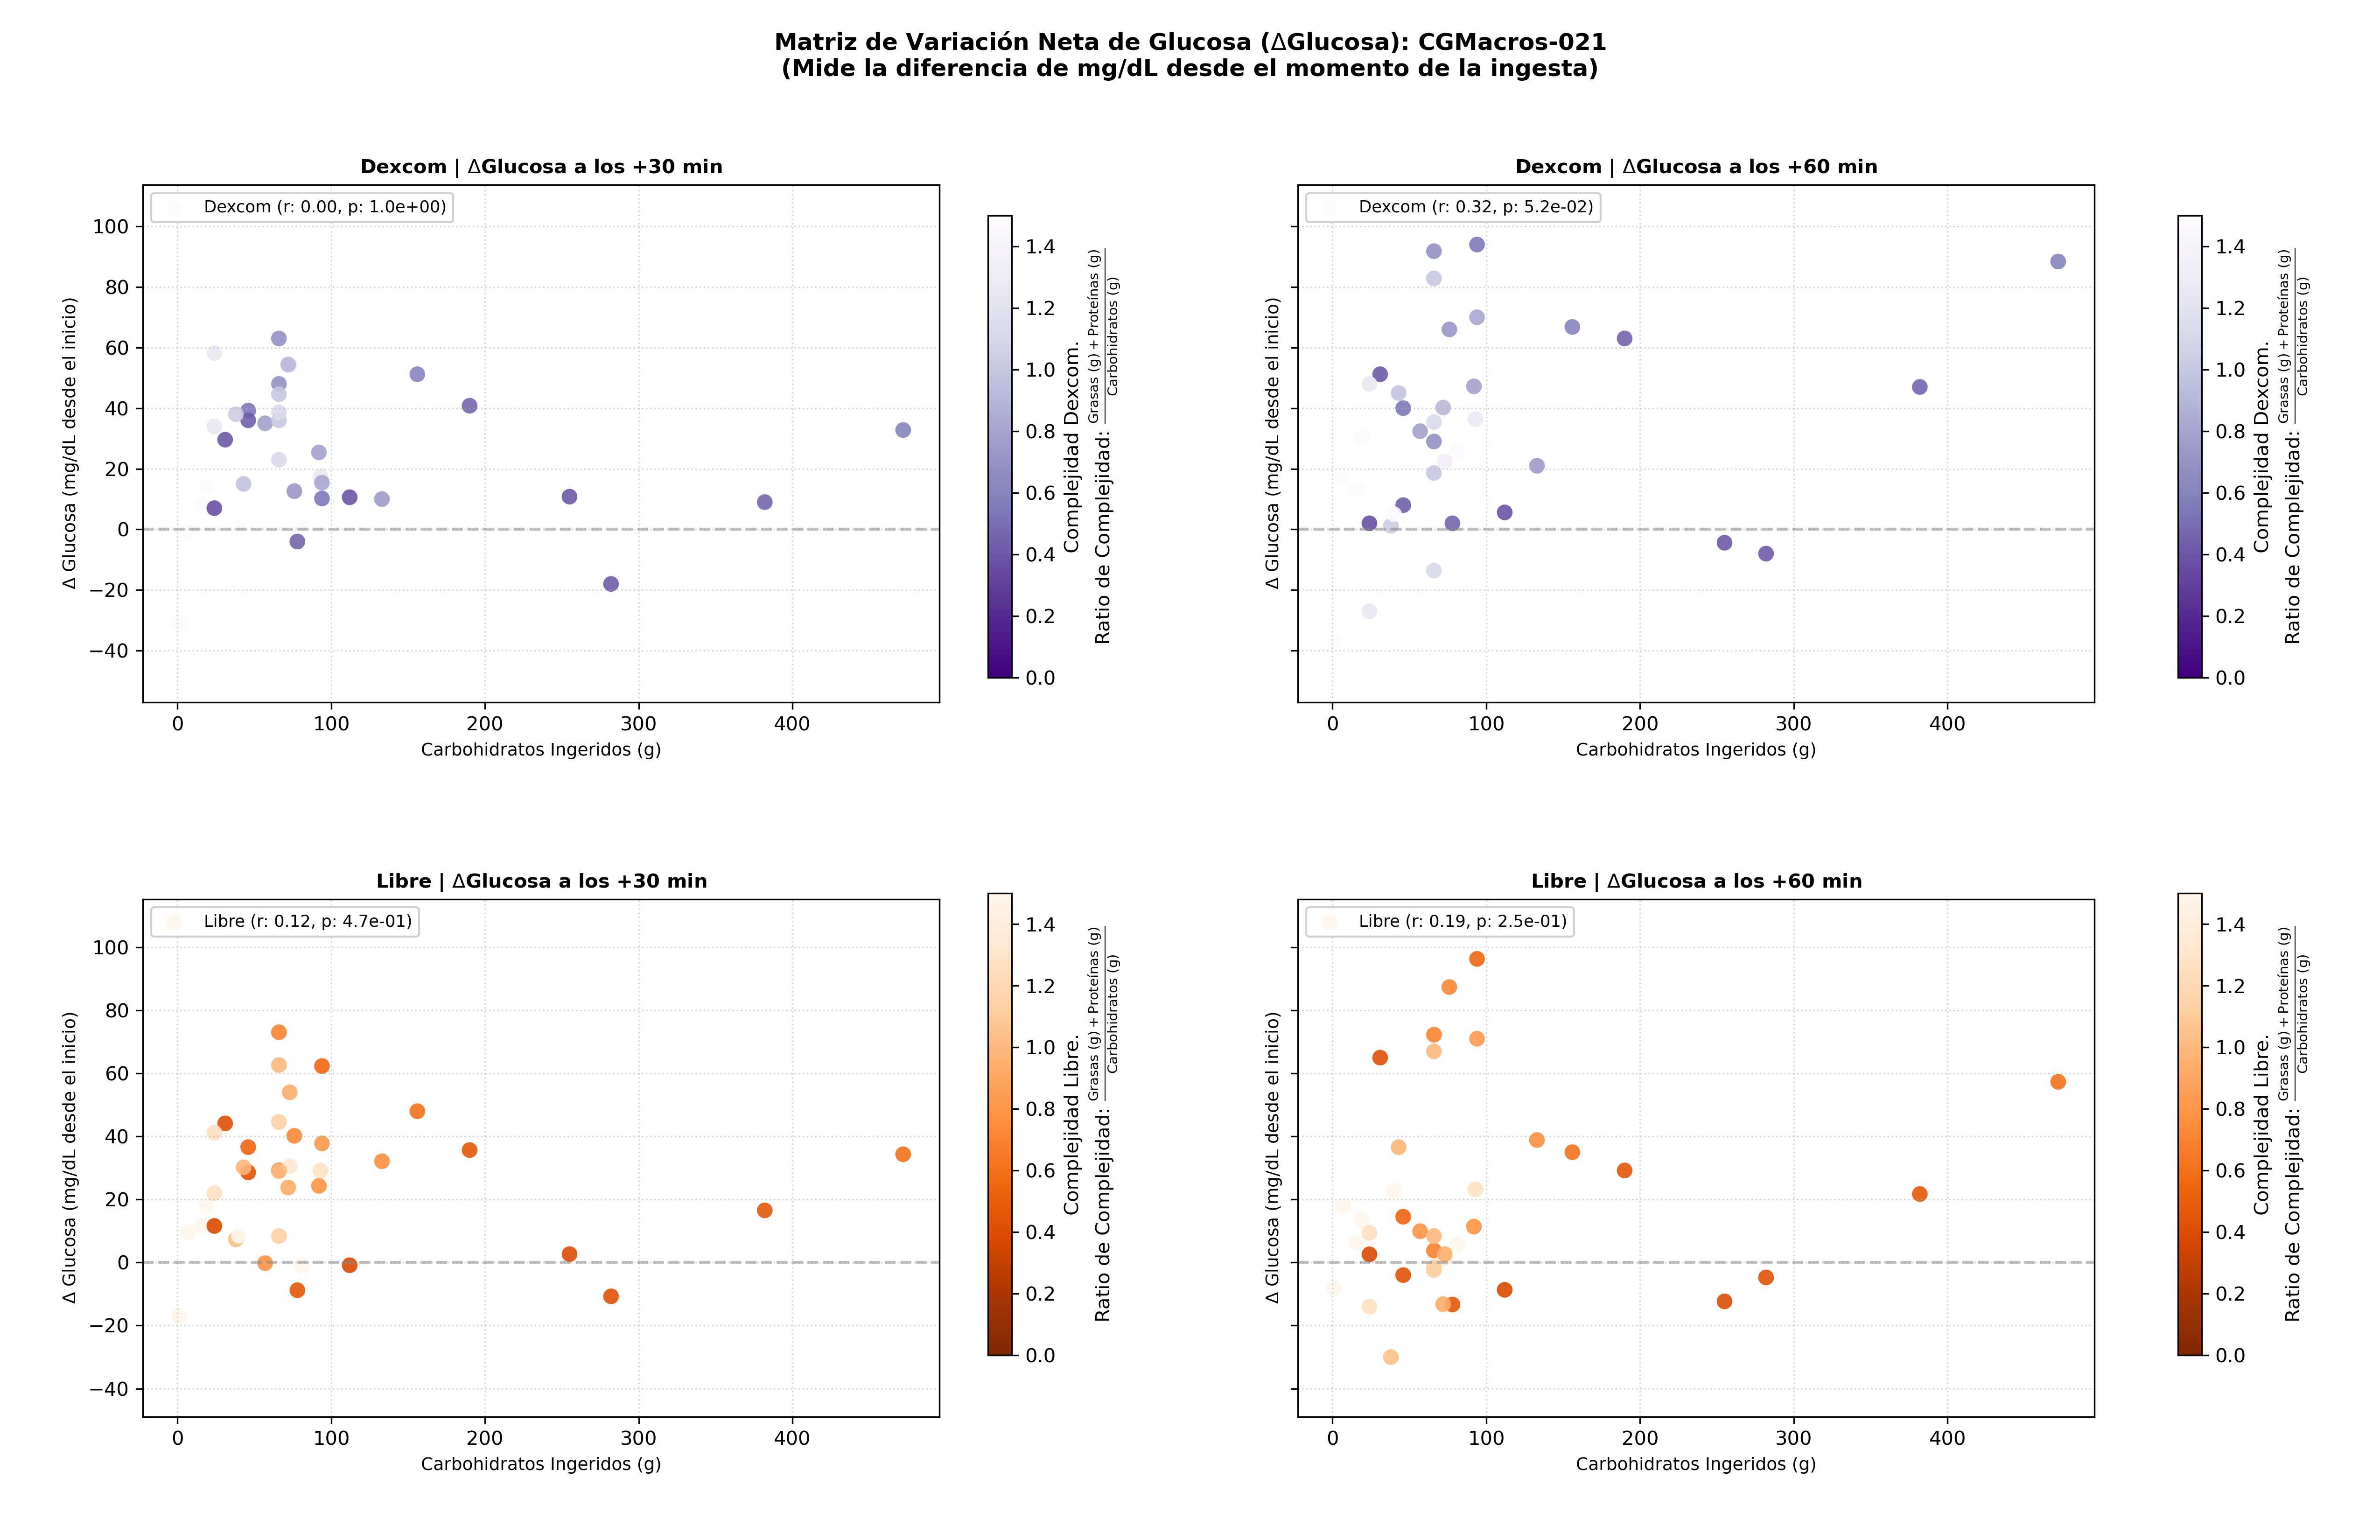 Matriz de Variación Neta de Glucosa (ΔGlucosa): CGMacros-021
(Mide la diferencia de mg/dL desde el momento de la ingesta)
Dexcom | ΔGlucosa a los +30 min
Dexcom (r: 0.00, p: 1.0e+00)
Δ Glucosa (mg/dL desde el inicio)
100
80
60
40
20
0
−20
−40
0 100 200 300 400
Carbohidratos Ingeridos (g)
1.4
1.2
1.0
0.8
0.6
0.4
0.2
0.0
Complejidad Dexcom.
Ratio de Complejidad: Grasas (g) + Proteínas (g)
Carbohidratos (g)
Dexcom | ΔGlucosa a los +60 min
Dexcom (r: 0.32, p: 5.2e-02)
Δ Glucosa (mg/dL desde el inicio)
0 100 200 300 400
Carbohidratos Ingeridos (g)
1.4
1.2
1.0
0.8
0.6
0.4
0.2
0.0
Complejidad Dexcom.
Ratio de Complejidad: Grasas (g) + Proteínas (g)
Carbohidratos (g)
Libre | ΔGlucosa a los +30 min
Libre (r: 0.12, p: 4.7e-01)
Δ Glucosa (mg/dL desde el inicio)
100
80
60
40
20
0
−20
−40
0 100 200 300 400
Carbohidratos Ingeridos (g)
1.4
1.2
1.0
0.8
0.6
0.4
0.2
0.0
Complejidad Libre.
Ratio de Complejidad: Grasas (g) + Proteínas (g)
Carbohidratos (g)
Libre | ΔGlucosa a los +60 min
Libre (r: 0.19, p: 2.5e-01)
Δ Glucosa (mg/dL desde el inicio)
0 100 200 300 400
Carbohidratos Ingeridos (g)
1.4
1.2
1.0
0.8
0.6
0.4
0.2
0.0
Complejidad Libre.
Ratio de Complejidad: Grasas (g) + Proteínas (g)
Carbohidratos (g)